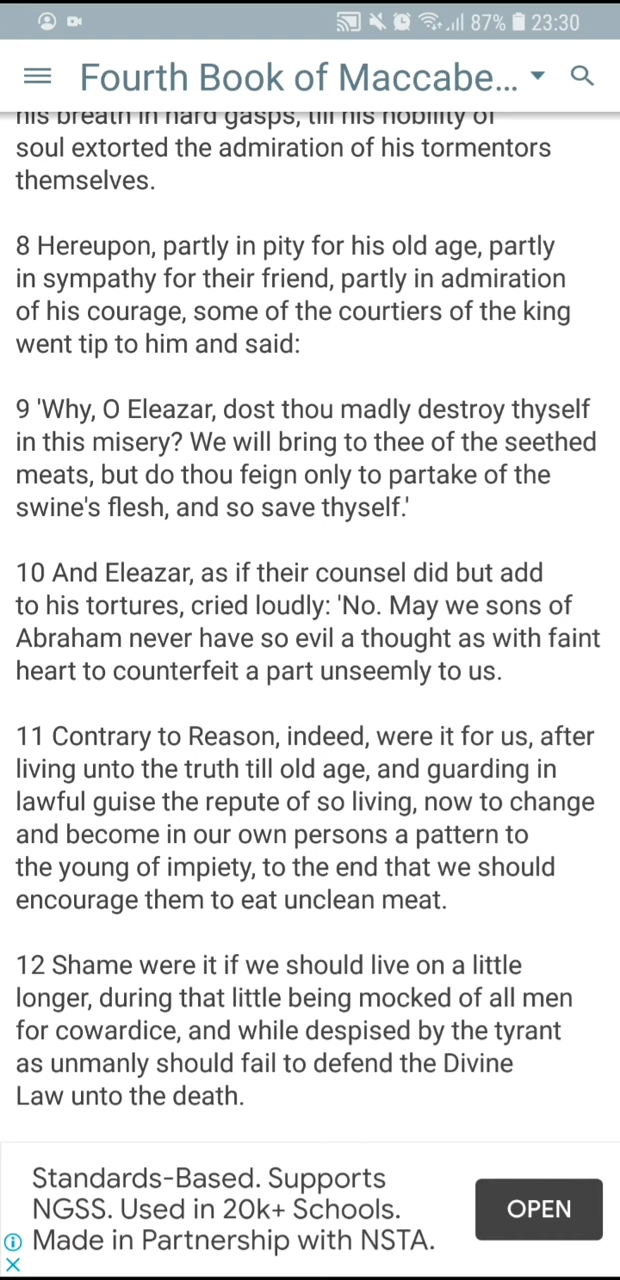 87% 23:30
Fourth Book of Maccabe...
his breath in hard gasps, till his nobility of
soul extorted the admiration of his tormentors
themselves.
8 Hereupon, partly in pity for his old age, partly
in sympathy for their friend, partly in admiration
of his courage, some of the courtiers of the king
went tip to him and said:
9 'Why, O Eleazar, dost thou madly destroy thyself
in this misery? We will bring to thee of the seethed
meats, but do thou feign only to partake of the
swine's flesh, and so save thyself.'
10 And Eleazar, as if their counsel did but add
to his tortures, cried loudly: 'No. May we sons of
Abraham never have so evil a thought as with faint
heart to counterfeit a part unseemly to us.
11 Contrary to Reason, indeed, were it for us, after
living unto the truth till old age, and guarding in
lawful guise the repute of so living, now to change
and become in our own persons a pattern to
the young of impiety, to the end that we should
encourage them to eat unclean meat.
12 Shame were it if we should live on a little
longer, during that little being mocked of all men
for cowardice, and while despised by the tyrant
as unmanly should fail to defend the Divine
Law unto the death.
Standards-Based. Supports
NGSS. Used in 20k+ Schools.
Made in Partnership with NSTA.
OPEN